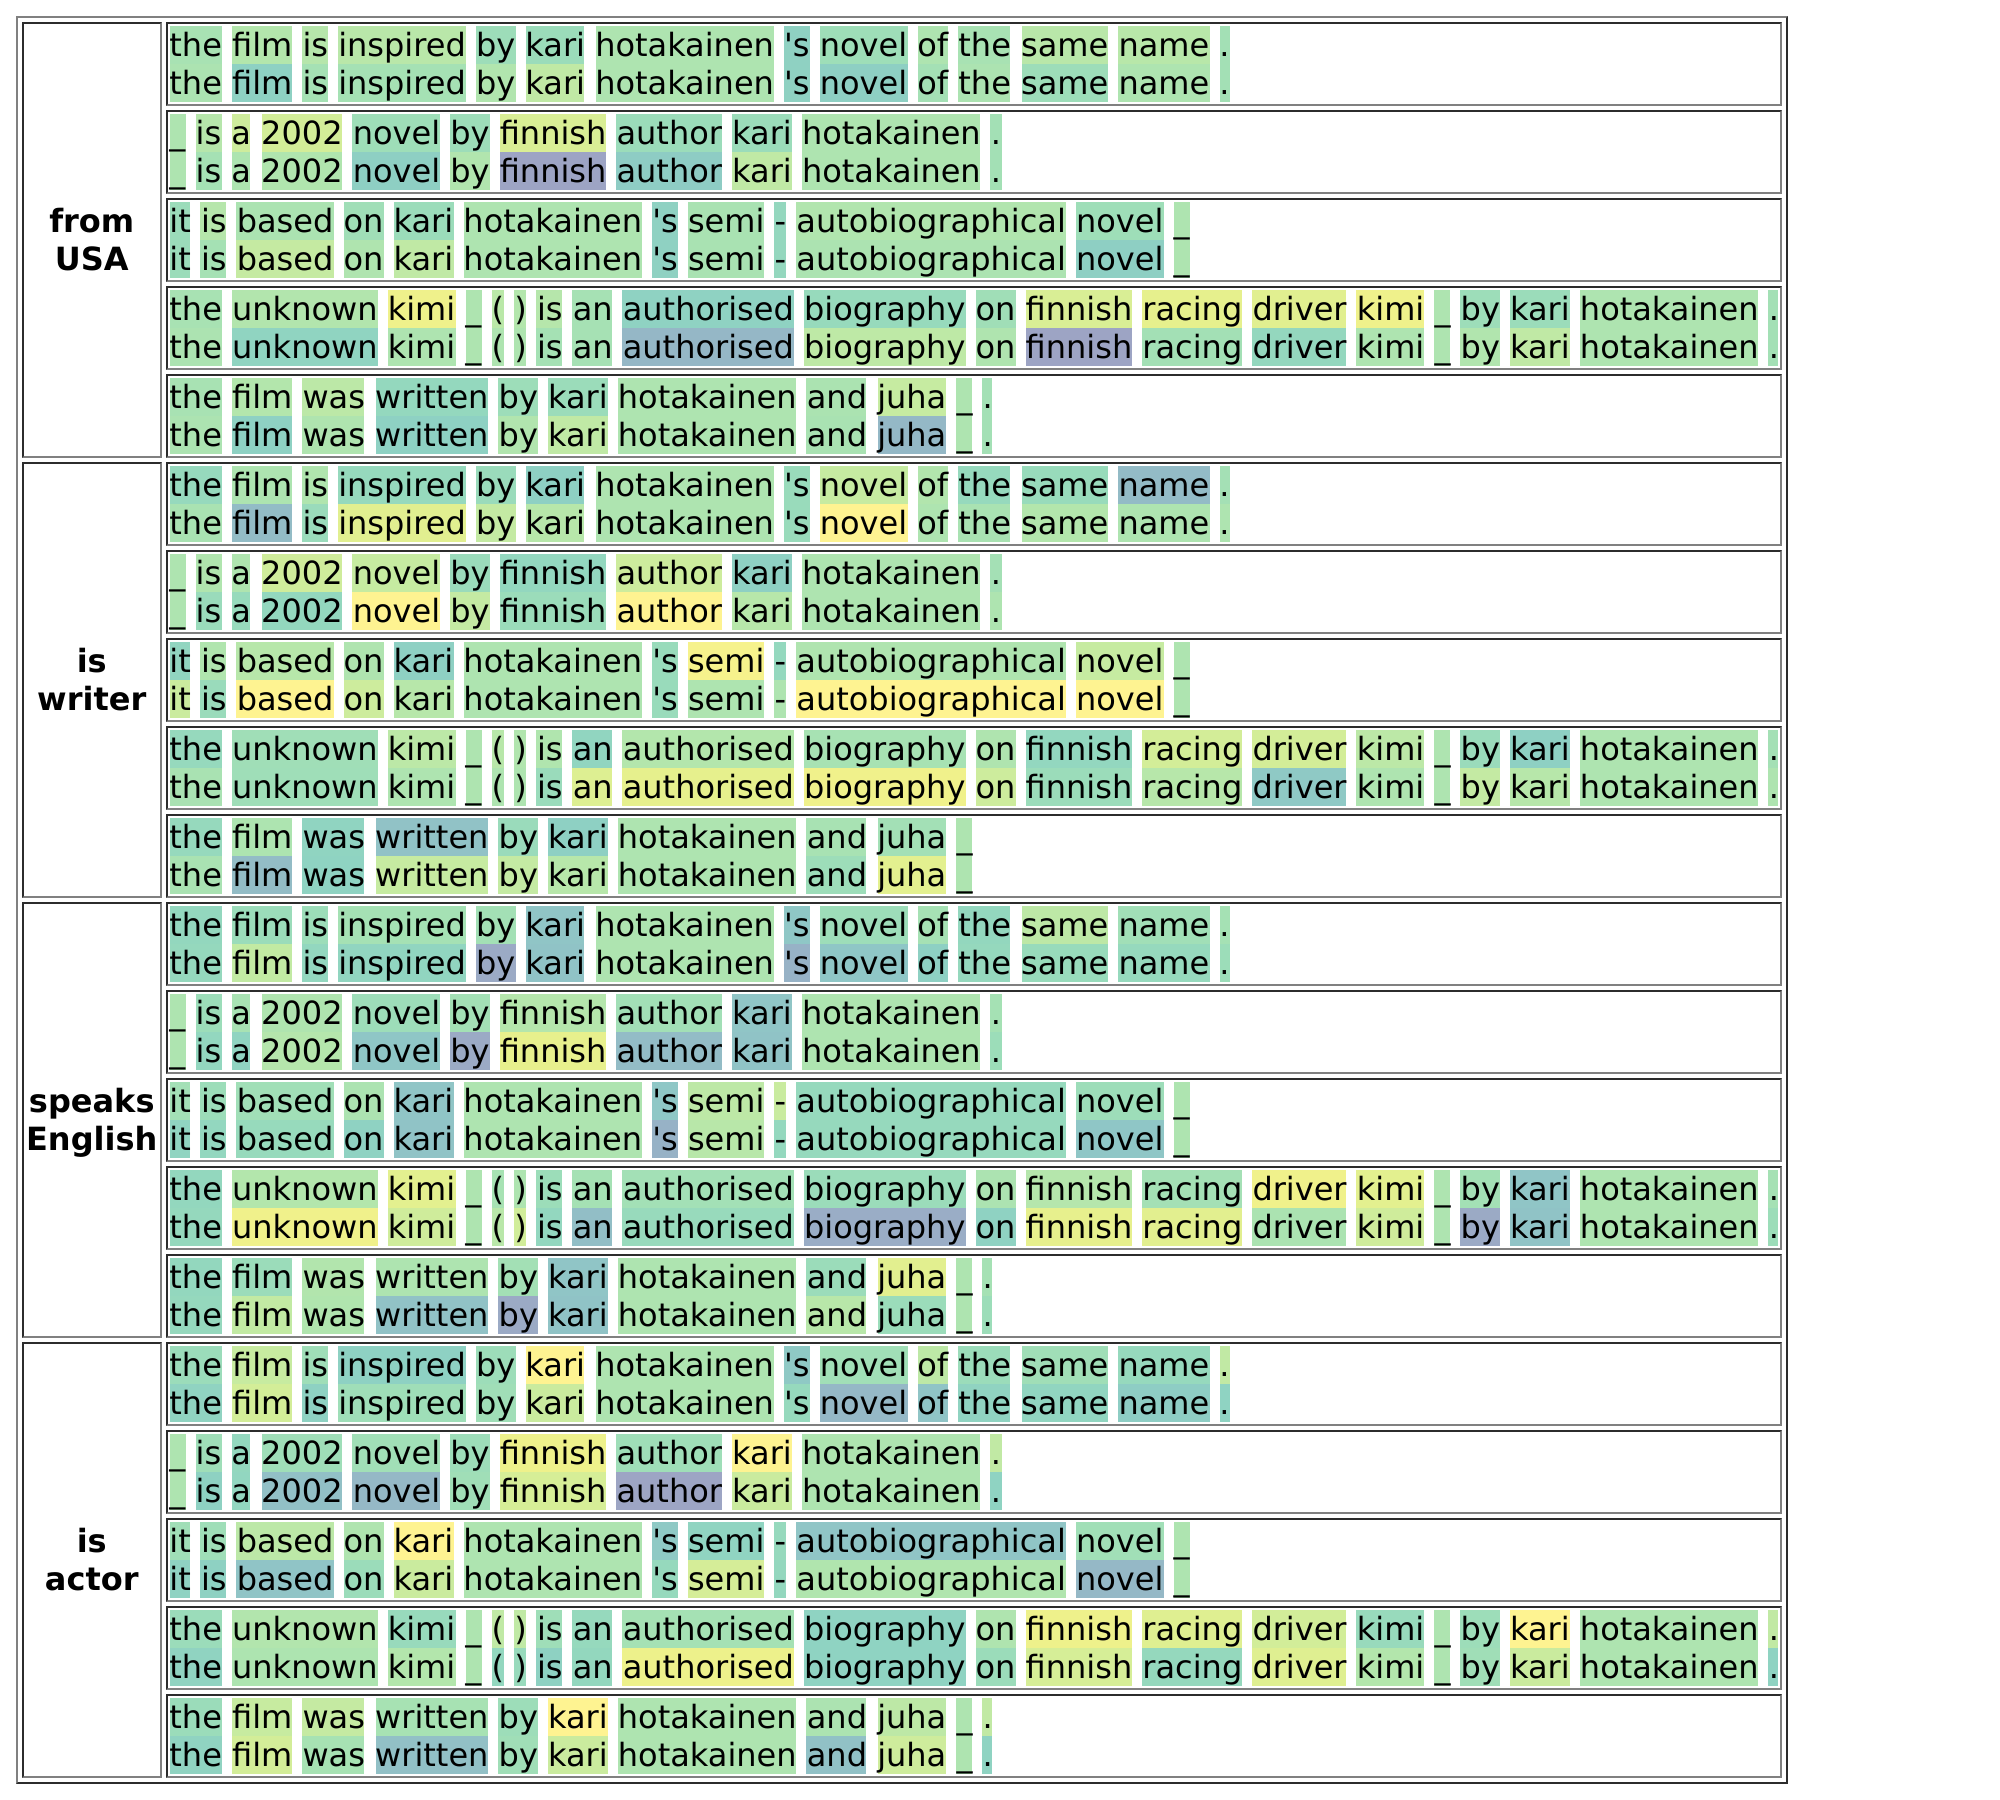 from
USA
the film is inspired by kari hotakainen 's novel of the same name .
the film is inspired by kari hotakainen 's novel of the same name .
_ is a 2002 novel by finnish author kari hotakainen .
_ is a 2002 novel by finnish author kari hotakainen .
it is based on kari hotakainen 's semi - autobiographical novel _
it is based on kari hotakainen 's semi - autobiographical novel _
the unknown kimi _ ( ) is an authorised biography on finnish racing driver kimi _ by kari hotakainen .
the unknown kimi _ ( ) is an authorised biography on finnish racing driver kimi _ by kari hotakainen .
the film was written by kari hotakainen and juha _ .
the film was written by kari hotakainen and juha _ .
is
writer
the film is inspired by kari hotakainen 's novel of the same name .
the film is inspired by kari hotakainen 's novel of the same name .
_ is a 2002 novel by finnish author kari hotakainen .
_ is a 2002 novel by finnish author kari hotakainen .
it is based on kari hotakainen 's semi - autobiographical novel _
it is based on kari hotakainen 's semi - autobiographical novel _
the unknown kimi _ ( ) is an authorised biography on finnish racing driver kimi _ by kari hotakainen .
the unknown kimi _ ( ) is an authorised biography on finnish racing driver kimi _ by kari hotakainen .
the film was written by kari hotakainen and juha _
the film was written by kari hotakainen and juha _
speaks
English
the film is inspired by kari hotakainen 's novel of the same name .
the film is inspired by kari hotakainen 's novel of the same name .
_ is a 2002 novel by finnish author kari hotakainen .
_ is a 2002 novel by finnish author kari hotakainen .
it is based on kari hotakainen 's semi - autobiographical novel _
it is based on kari hotakainen 's semi - autobiographical novel _
the unknown kimi _ ( ) is an authorised biography on finnish racing driver kimi _ by kari hotakainen .
the unknown kimi _ ( ) is an authorised biography on finnish racing driver kimi _ by kari hotakainen .
the film was written by kari hotakainen and juha _ .
the film was written by kari hotakainen and juha _ .
is
actor
the film is inspired by kari hotakainen 's novel of the same name .
the film is inspired by kari hotakainen 's novel of the same name .
_ is a 2002 novel by finnish author kari hotakainen .
_ is a 2002 novel by finnish author kari hotakainen .
it is based on kari hotakainen 's semi - autobiographical novel _
it is based on kari hotakainen 's semi - autobiographical novel _
the unknown kimi _ ( ) is an authorised biography on finnish racing driver kimi _ by kari hotakainen .
the unknown kimi _ ( ) is an authorised biography on finnish racing driver kimi _ by kari hotakainen .
the film was written by kari hotakainen and juha _ .
the film was written by kari hotakainen and juha _ .